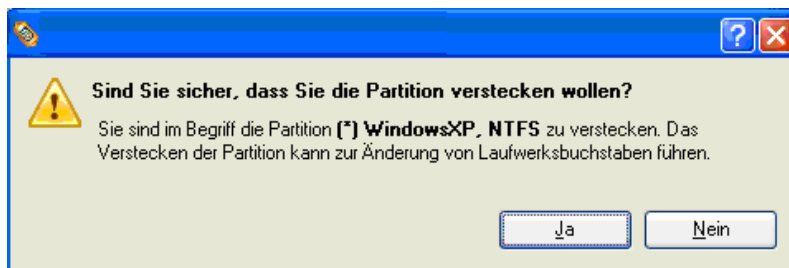 ?
Sind Sie sicher, dass Sie die Partition verstecken wollen?
Sie sind im Begriff die Partition (*) WindowsXP, NTFS zu verstecken. Das
Verstecken der Partition kann zur Änderung von Laufwerksbuchstaben führen.
Ja Nein